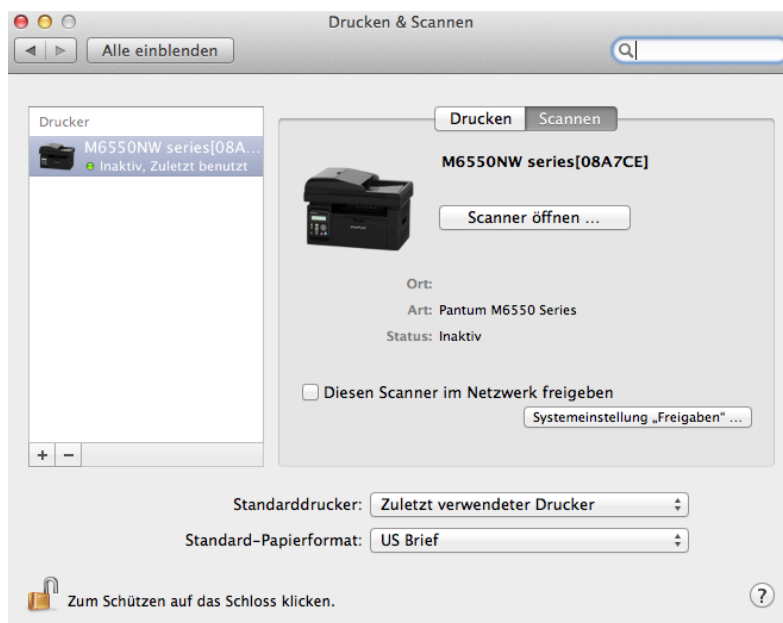 Drucken & Scannen
Alle einblenden
Drucker
M6550NW series[08A...
Inaktiv, Zuletzt benutzt
Drucken
Scannen
M6550NW series[08A7CE]
Scanner öffnen ...
Ort:
Art: Pantum M6550 Series
Status: Inaktiv
Diesen Scanner im Netzwerk freigeben
Systemeinstellung „Freigaben“ ...
+ −
Standarddrucker: Zuletzt verwendeter Drucker
Standard-Papierformat: US Brief
Zum Schützen auf das Schloss klicken.
?